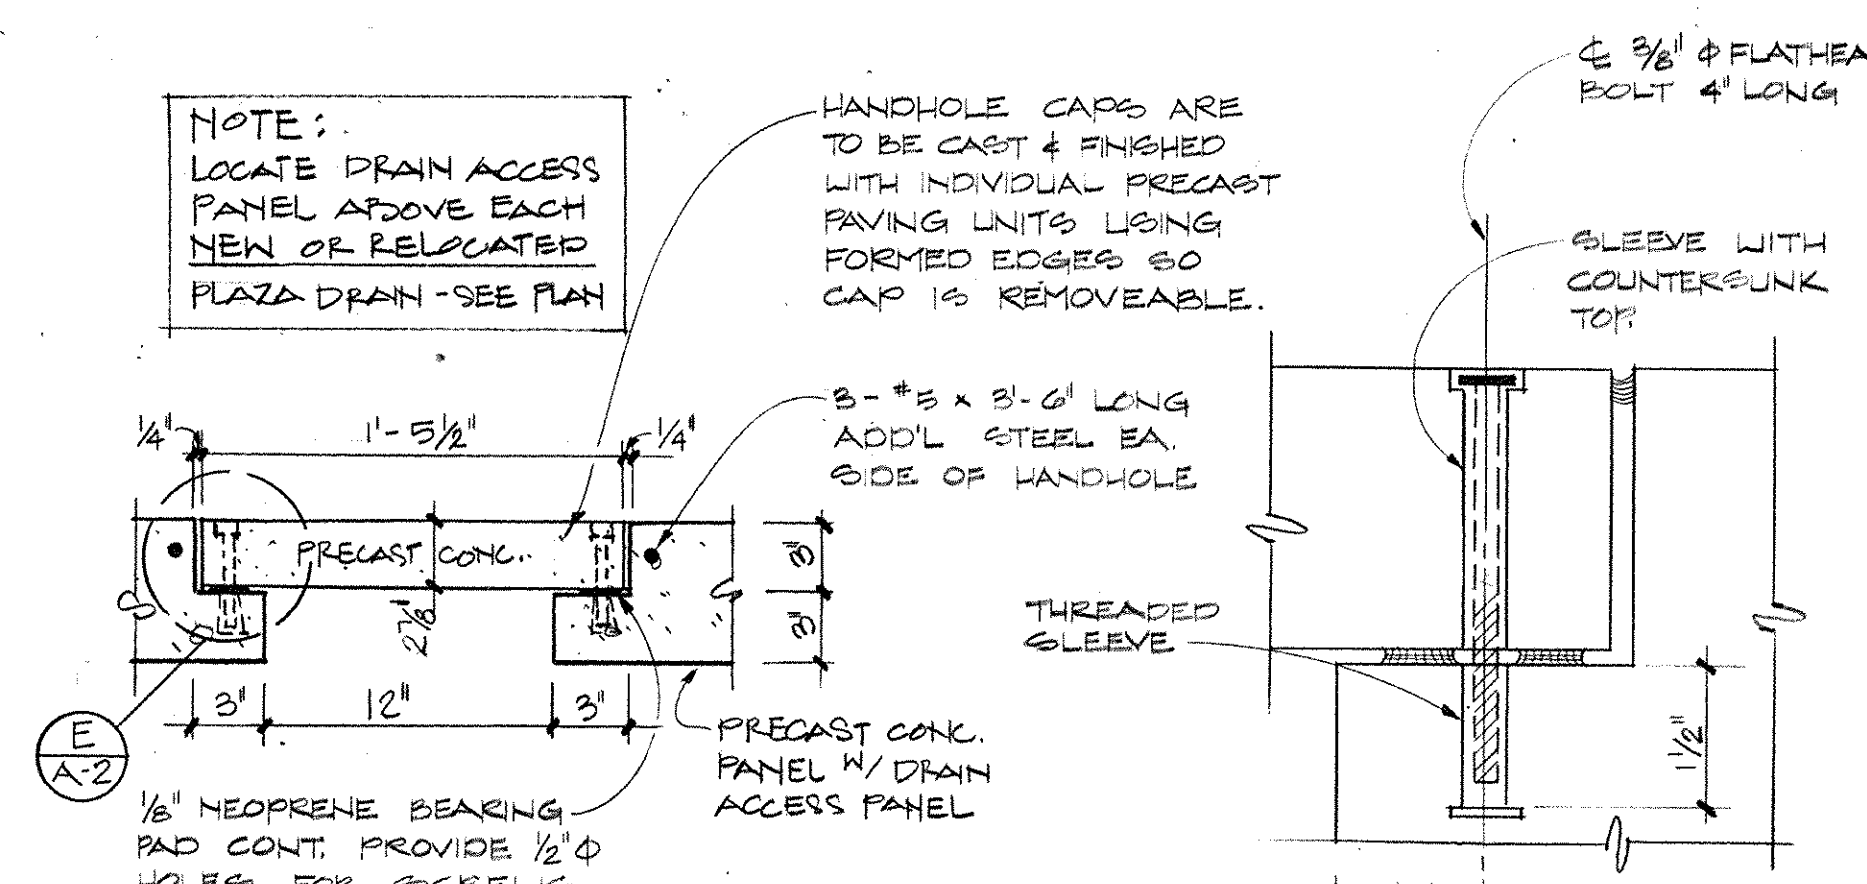 NOTE:
LOCATE DRAIN ACCESS
PANEL ABOVE EACH
NEW OR RELOCATED
PLAZA DRAIN - SEE PLAN
HANDHOLE CAPS ARE
TO BE CAST & FINISHED
WITH INDIVIDUAL PRECAST
PAVING UNITS USING
FORMED EDGES SO
CAP IS REMOVEABLE.
℄ 3/8" Φ FLATHEA
BOLT 4" LONG
SLEEVE WITH
COUNTERSUNK
TOP.
3 - #5 x 3'-6" LONG
ADD'L STEEL EA.
SIDE OF HANDHOLE
1/4"
1'-5 1/2"
1/4"
PRECAST CONC.
2 7/8"
3"
3"
3"
12"
3"
E
A-2
PRECAST CONC.
PANEL W/ DRAIN
ACCESS PANEL
1/8" NEOPRENE BEARING
PAD CONT. PROVIDE 1/2" Φ
HOLES FOR
THREADED
SLEEVE
1 1/2"